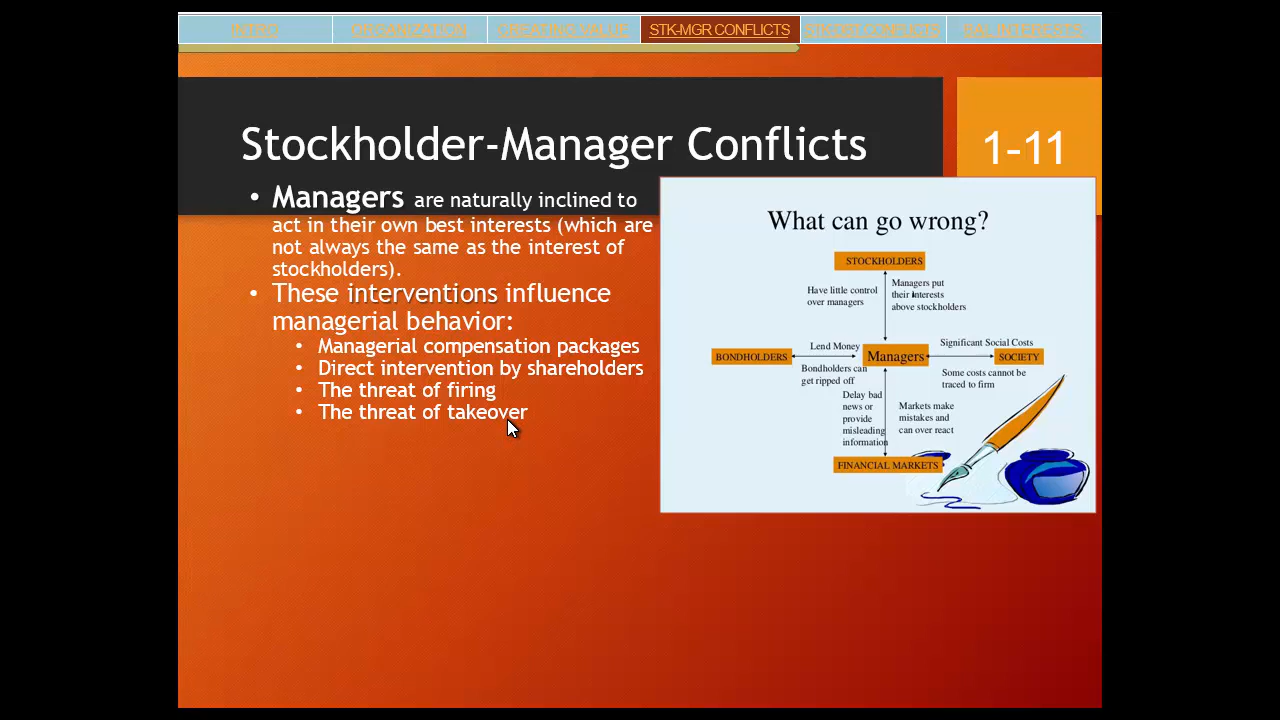 INTRO ORGANIZATION CREATING VALUE STK-MGR CONFLICTS STK-DBT CONFLICTS BAL INTERESTS
Stockholder-Manager Conflicts
1-11
• Managers are naturally inclined to
act in their own best interests (which are
not always the same as the interest of
stockholders).
• These interventions influence
managerial behavior:
• Managerial compensation packages
• Direct intervention by shareholders
• The threat of firing
• The threat of takeover
What can go wrong?
STOCKHOLDERS
Have little control
over managers
Managers put
their interests
above stockholders
BONDHOLDERS
Lend Money
Bondholders can
get ripped off
Managers
Significant Social Costs
SOCIETY
Some costs cannot be
traced to firm
Delay bad
news or
provide
misleading
information
Markets make
mistakes and
can over react
FINANCIAL MARKETS